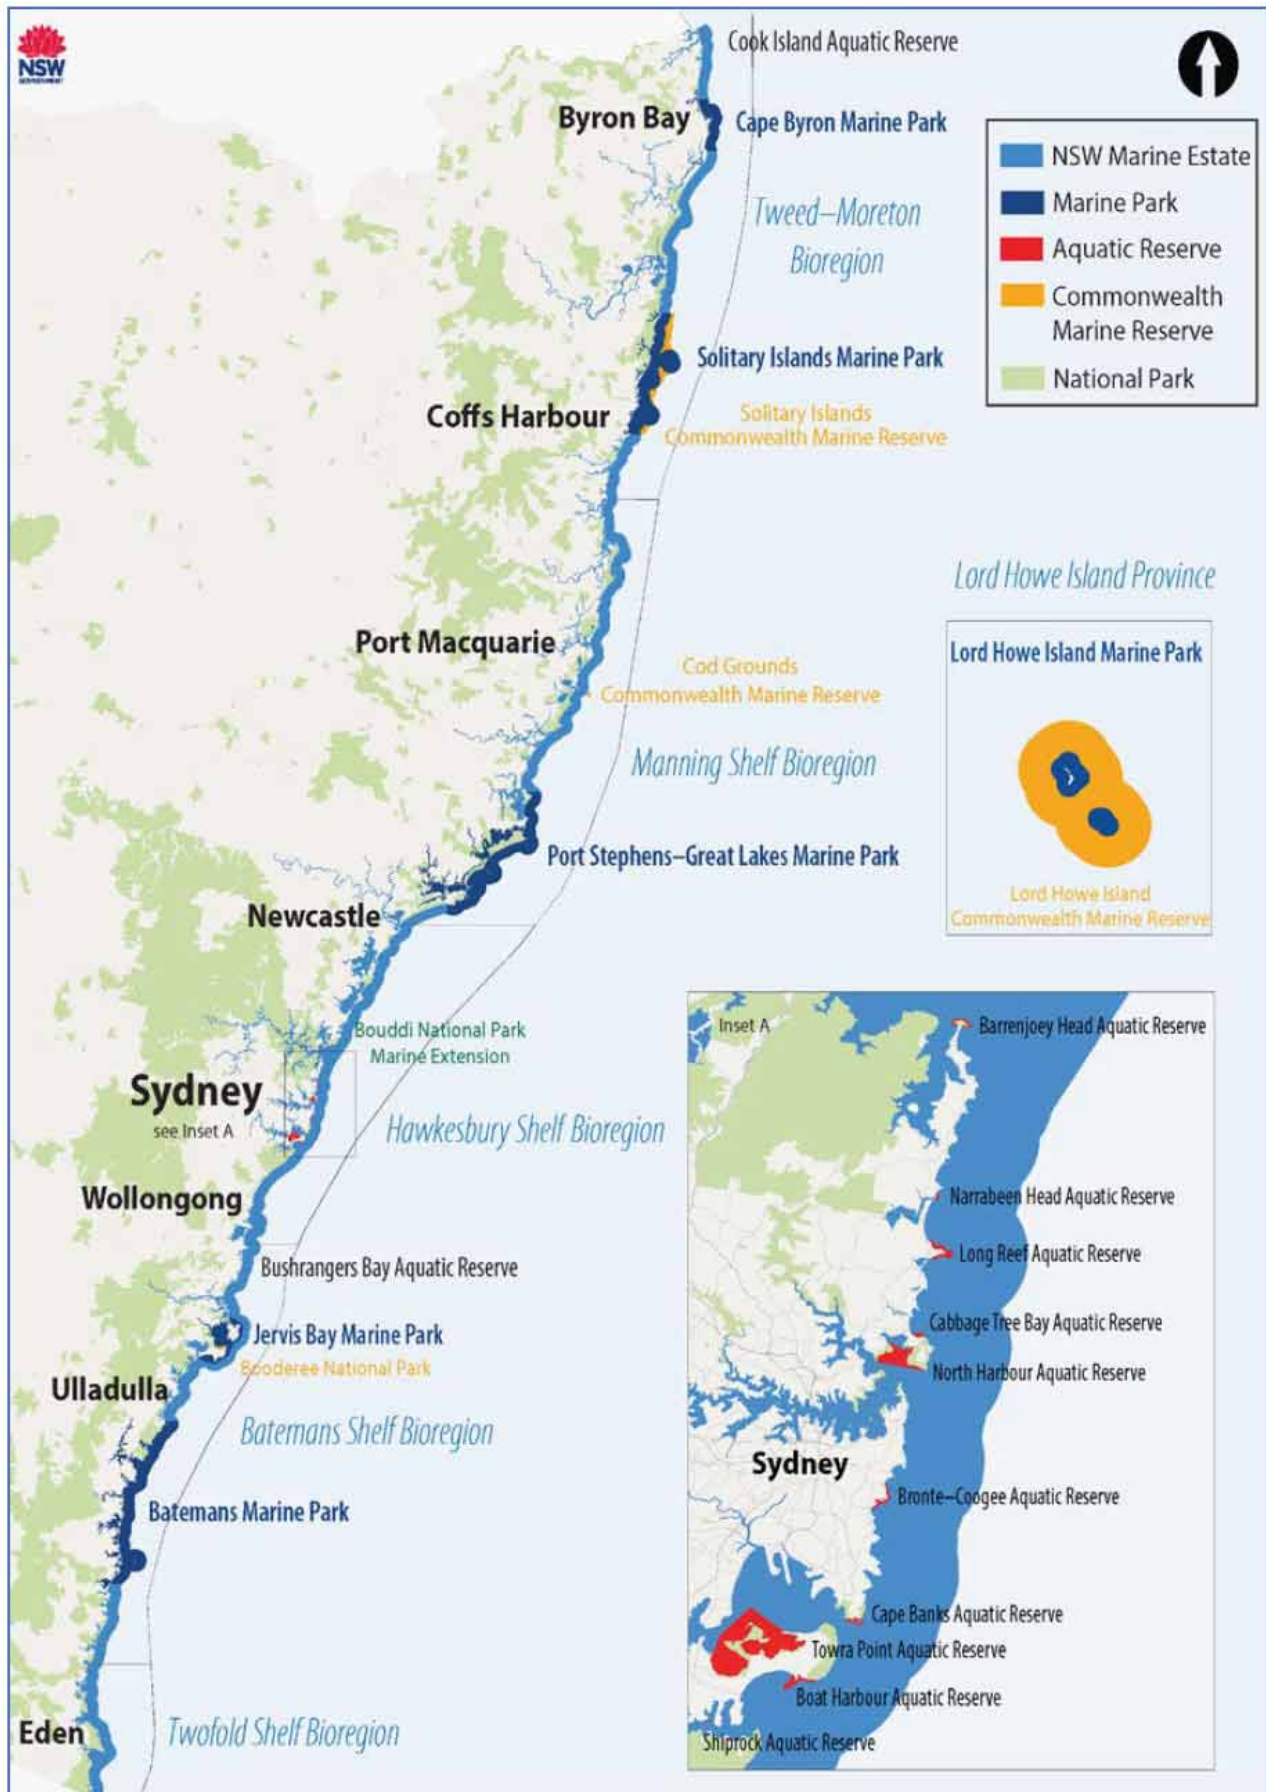 NSW
GOVERNMENT
Cook Island Aquatic Reserve
Byron Bay
Cape Byron Marine Park
NSW Marine Estate
Marine Park
Aquatic Reserve
Commonwealth
Marine Reserve
National Park
Tweed–Moreton
Bioregion
Solitary Islands Marine Park
Coffs Harbour
Solitary Islands
Commonwealth Marine Reserve
Lord Howe Island Province
Port Macquarie
Lord Howe Island Marine Park
Cod Grounds
Commonwealth Marine Reserve
Manning Shelf Bioregion
Port Stephens–Great Lakes Marine Park
Lord Howe Island
Commonwealth Marine Reserve
Newcastle
Bouddi National Park
Marine Extension
Sydney
see Inset A
Hawkesbury Shelf Bioregion
Wollongong
Bushrangers Bay Aquatic Reserve
Jervis Bay Marine Park
Booderee National Park
Ulladulla
Batemans Shelf Bioregion
Batemans Marine Park
Eden
Twofold Shelf Bioregion
Inset A
Barrenjoey Head Aquatic Reserve
Narrabeen Head Aquatic Reserve
Long Reef Aquatic Reserve
Cabbage Tree Bay Aquatic Reserve
North Harbour Aquatic Reserve
Sydney
Bronte–Coogee Aquatic Reserve
Cape Banks Aquatic Reserve
Towra Point Aquatic Reserve
Boat Harbour Aquatic Reserve
Shiprock Aquatic Reserve